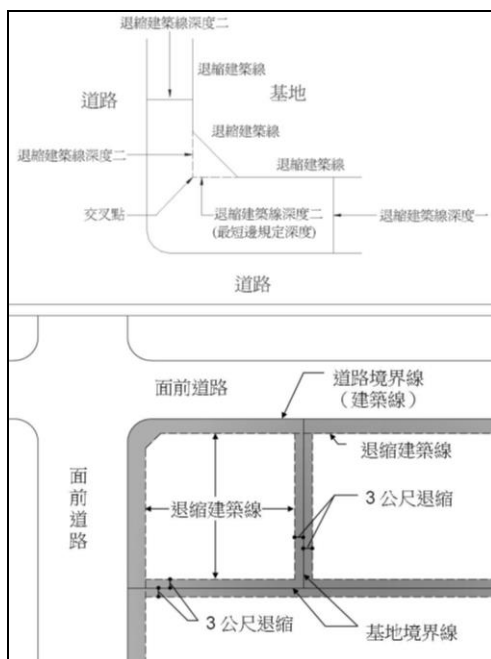 退縮建築線深度二
退縮建築線
道路
基地
退縮建築線
退縮建築線深度二
退縮建築線
交叉點
退縮建築線深度二
(最短邊規定深度)
退縮建築線深度一
道路
面前道路
道路境界線
(建築線)
退縮建築線
面前道路
退縮建築線
3公尺退縮
3公尺退縮
基地境界線